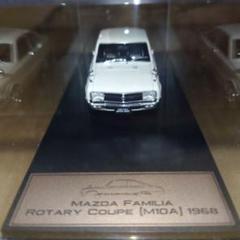 MAZDA FAMILIA
ROTARY COUPE [M10A] 1968